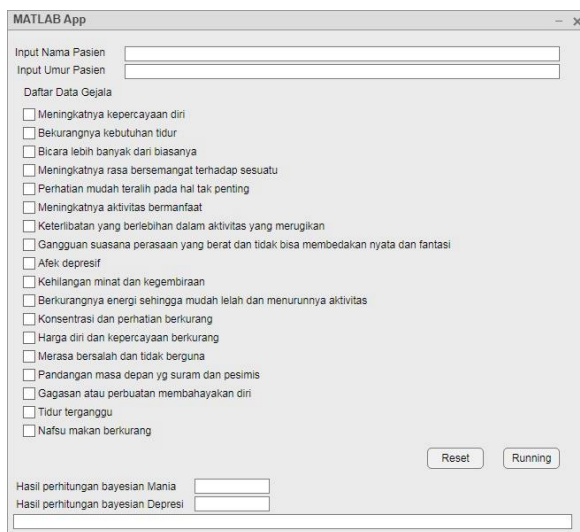 MATLAB App
Input Nama Pasien
Input Umur Pasien
Daftar Data Gejala
Meningkatnya kepercayaan diri
Bekurangnya kebutuhan tidur
Bicara lebih banyak dari biasanya
Meningkatnya rasa bersemangat terhadap sesuatu
Perhatian mudah teralih pada hal tak penting
Meningkatnya aktivitas bermanfaat
Keterlibatan yang berlebihan dalam aktivitas yang merugikan
Gangguan suasana perasaan yang berat dan tidak bisa membedakan nyata dan fantasi
Afek depresif
Kehilangan minat dan kegembiraan
Berkurangnya energi sehingga mudah lelah dan menurunnya aktivitas
Konsentrasi dan perhatian berkurang
Harga diri dan kepercayaan berkurang
Merasa bersalah dan tidak berguna
Pandangan masa depan yg suram dan pesimis
Gagasan atau perbuatan membahayakan diri
Tidur terganggu
Nafsu makan berkurang
Reset Running
Hasil perhitungan bayesian Mania
Hasil perhitungan bayesian Depresi